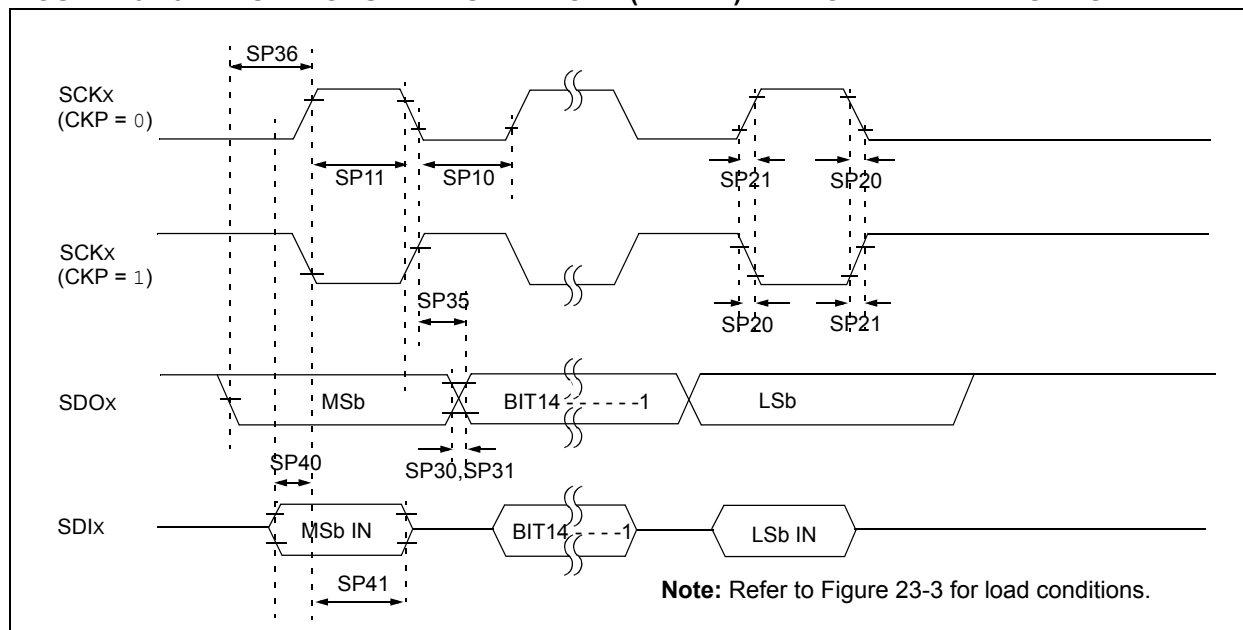 SP36
SCKx
(CKP = 0)
SP11
SP10
SP21
SP20
SCKx
(CKP = 1)
SP35
SP20
SP21
SDOx
MSb
BIT14 - - - - - -1
LSb
SP40
SP30,SP31
SDIx
MSb IN
BIT14 - - - - -1
LSb IN
SP41
Note: Refer to Figure 23-3 for load conditions.